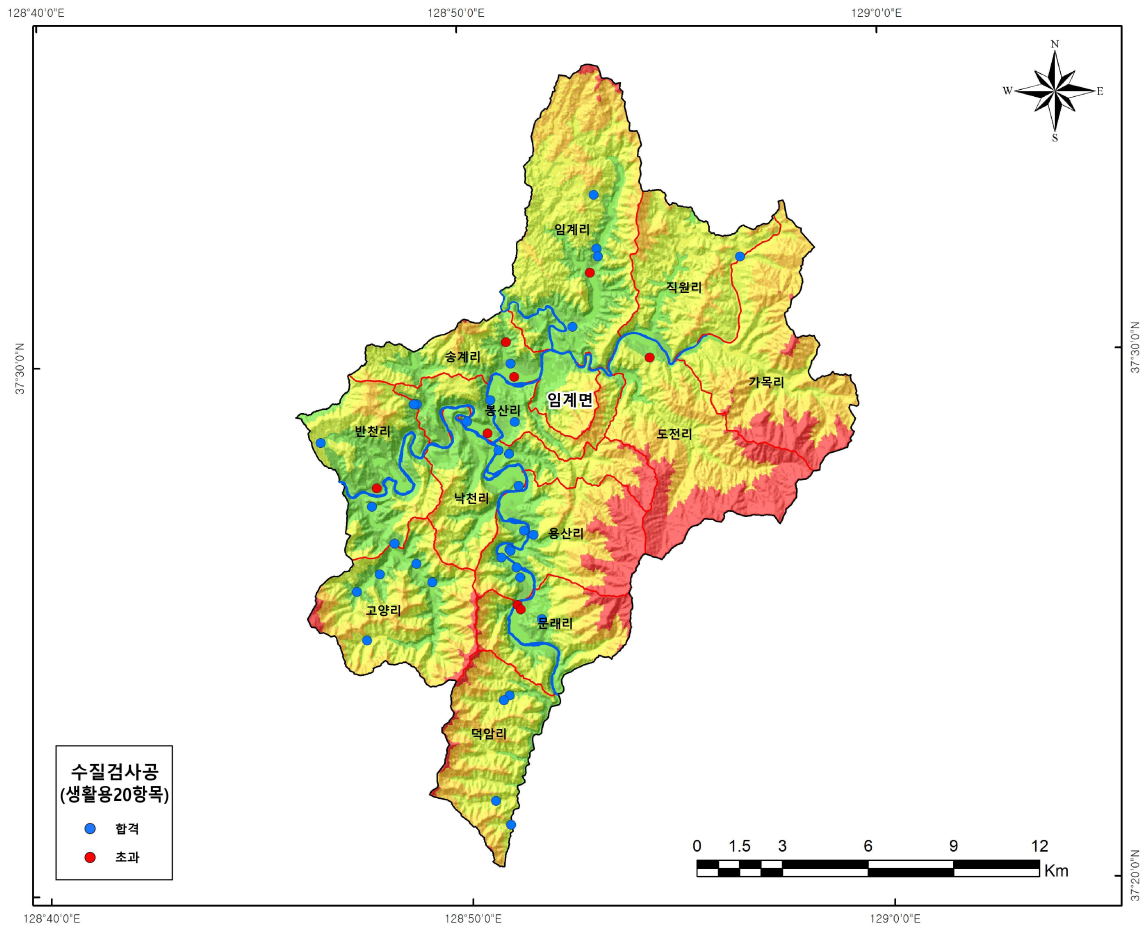 128°40'0"E
128°50'0"E
129°0'0"E
N
W
E
S
임계리
직원리
송계리
37°30'0"N
37°30'0"N
가목리
임계면
봉산리
반천리
도전리
낙천리
용산리
고양리
문래리
덕암리
수질검사공
(생활용20항목)
합격
초과
0 1.5 3 6 9 12
Km
37°20'0"N
128°40'0"E
128°50'0"E
129°0'0"E